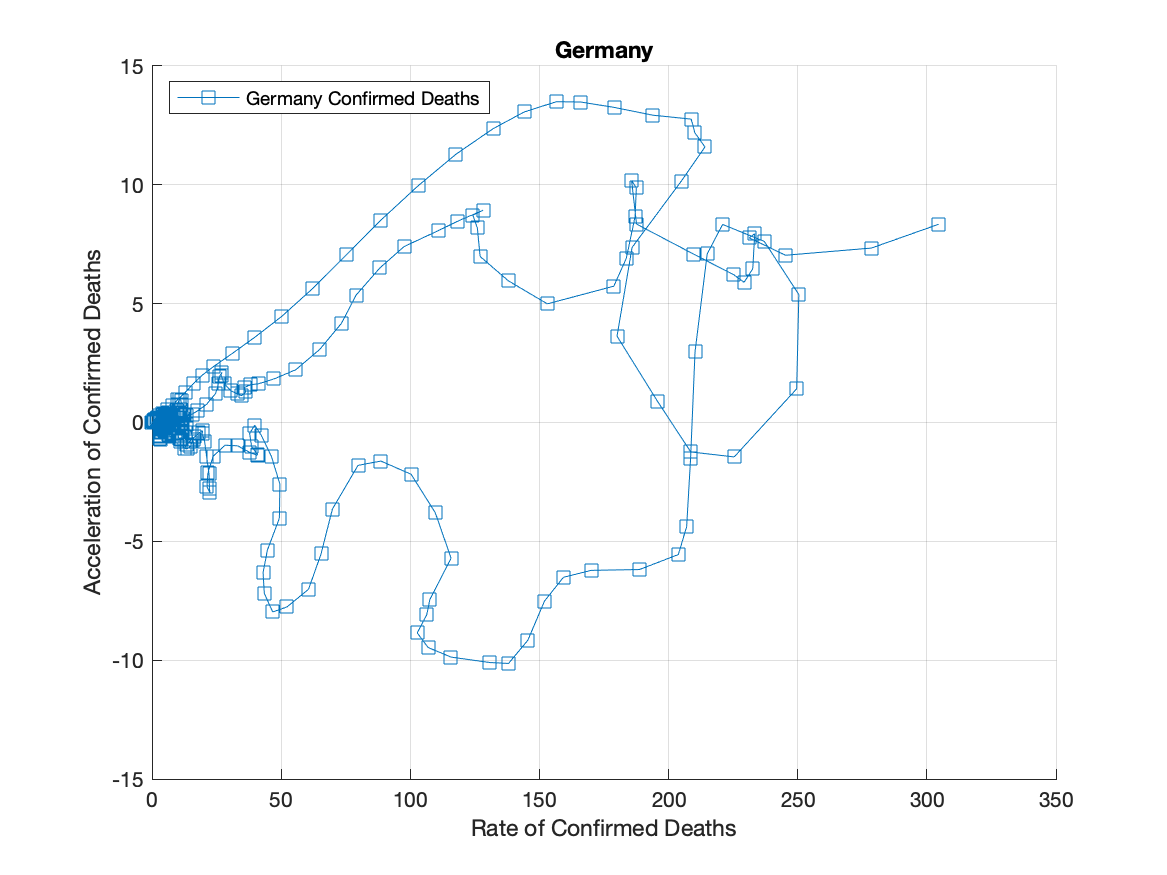 Germany
Germany Confirmed Deaths
Acceleration of Confirmed Deaths
15
10
5
0
-5
-10
-15
0 50 100 150 200 250 300 350
Rate of Confirmed Deaths